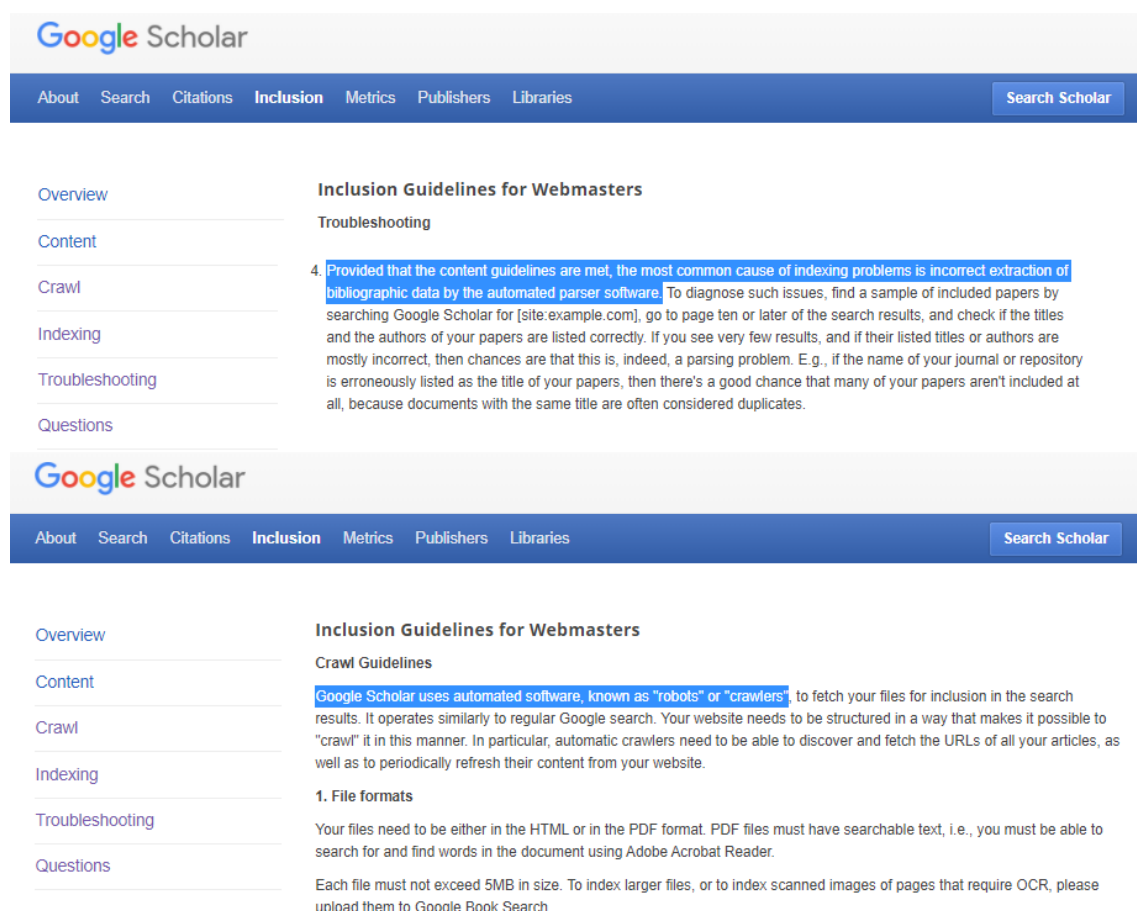 Google Scholar
About Search Citations Inclusion Metrics Publishers Libraries Search Scholar
Overview
Content
Crawl
Indexing
Troubleshooting
Questions
Inclusion Guidelines for Webmasters
Troubleshooting
4. Provided that the content guidelines are met, the most common cause of indexing problems is incorrect extraction of
bibliographic data by the automated parser software. To diagnose such issues, find a sample of included papers by
searching Google Scholar for [site:example.com], go to page ten or later of the search results, and check if the titles
and the authors of your papers are listed correctly. If you see very few results, and if their listed titles or authors are
mostly incorrect, then chances are that this is, indeed, a parsing problem. E.g., if the name of your journal or repository
is erroneously listed as the title of your papers, then there's a good chance that many of your papers aren't included at
all, because documents with the same title are often considered duplicates.
Google Scholar
About Search Citations Inclusion Metrics Publishers Libraries Search Scholar
Overview
Content
Crawl
Indexing
Troubleshooting
Questions
Inclusion Guidelines for Webmasters
Crawl Guidelines
Google Scholar uses automated software, known as "robots" or "crawlers", to fetch your files for inclusion in the search
results. It operates similarly to regular Google search. Your website needs to be structured in a way that makes it possible to
"crawl" it in this manner. In particular, automatic crawlers need to be able to discover and fetch the URLs of all your articles, as
well as to periodically refresh their content from your website.
1. File formats
Your files need to be either in the HTML or in the PDF format. PDF files must have searchable text, i.e., you must be able to
search for and find words in the document using Adobe Acrobat Reader.
Each file must not exceed 5MB in size. To index larger files, or to index scanned images of pages that require OCR, please
upload them to Google Book Search